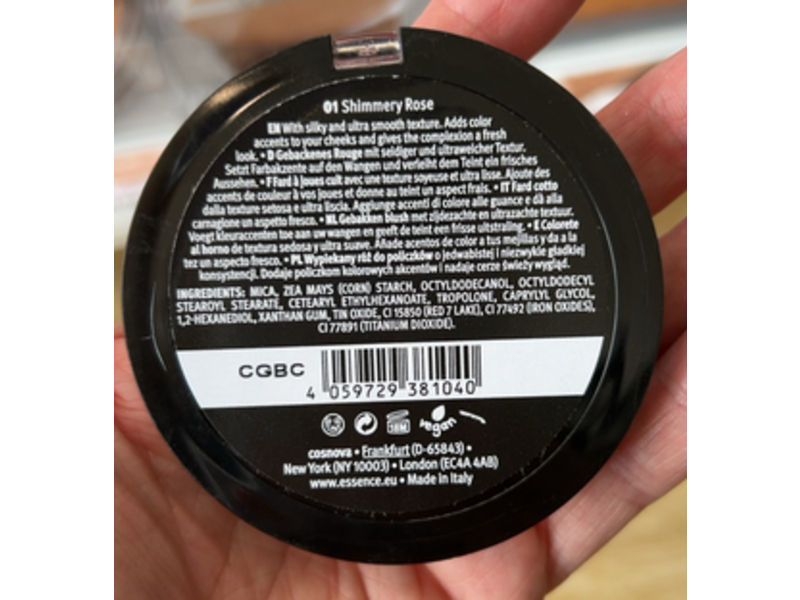 01 Shimmery Rose
EN With silky and ultra smooth texture. Adds color
accents to your cheeks and gives the complexion a fresh
look. • D Gebackenes Rouge mit seidiger und ultraweicher Textur.
Setzt Farbakzente auf den Wangen und verleiht dem Teint ein frisches
Aussehen. • F Fard à joues cuit avec une texture soyeuse et ultra lisse. Ajoute des
accents de couleur à vos joues et donne au teint un aspect frais. • IT Fard cotto
dalla texture setosa e ultra liscia. Aggiunge accenti di colore alle guance e dà alla
carnagione un aspetto fresco. • NL Gebakken blush met zijdezachte en ultrazachte textuur.
Voegt kleuraccenten toe aan uw wangen en geeft de teint een frisse uitstraling. • E Colorete
al horno de textura sedosa y ultra suave. Añade acentos de color a tus mejillas y da a la
tez un aspecto fresco. • PL Wypiekany róż do policzków o jedwabistej i niezwykle gładkiej
konsystencji. Dodaje policzkom kolorowych akcentów i nadaje cerze świeży wygląd.
INGREDIENTS: MICA, ZEA MAYS (CORN) STARCH, OCTYLDODECANOL, OCTYLDODECYL
STEAROYL STEARATE, CETEARYL ETHYLHEXANOATE, TROPOLONE, CAPRYLYL GLYCOL,
1,2-HEXANEDIOL, XANTHAN GUM, TIN OXIDE, CI 15850 (RED 7 LAKE), CI 77492 (IRON OXIDES),
CI 77891 (TITANIUM DIOXIDE).
CGBC
4 059729 381040
18M vegan
cosnova • Frankfurt (D-65843) •
New York (NY 10003) • London (EC4A 4AB)
www.essence.eu • Made in Italy